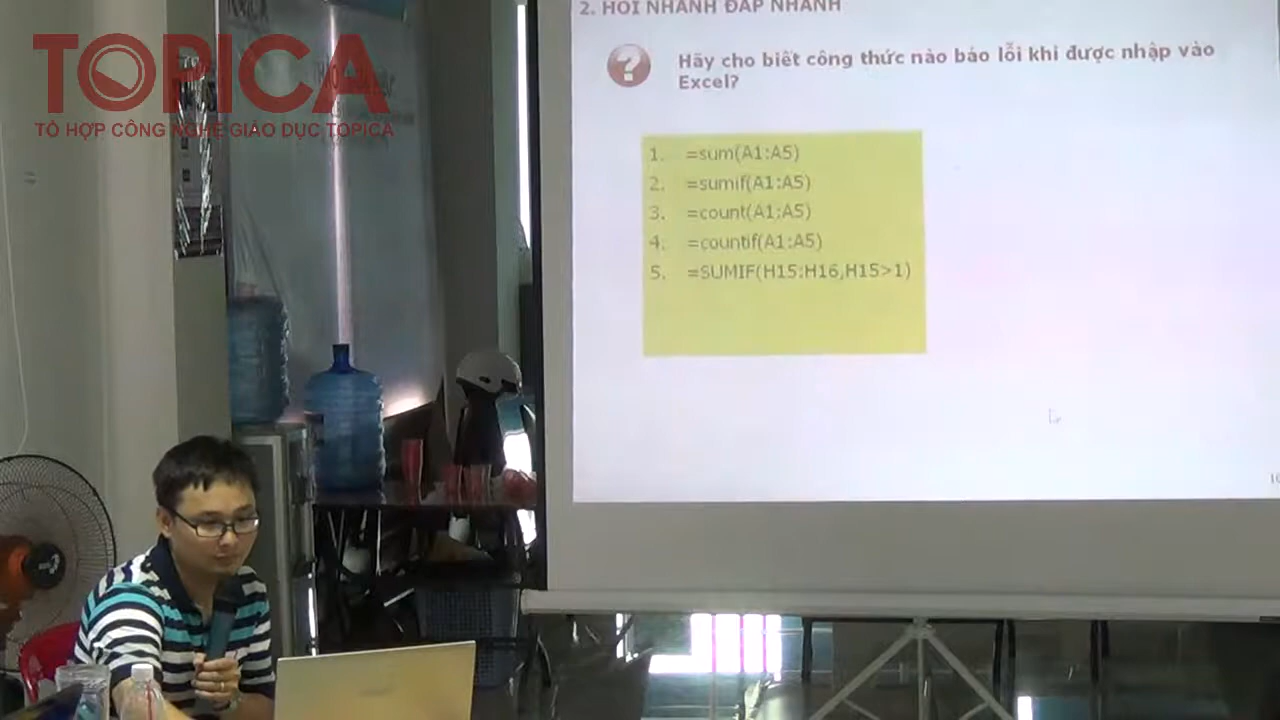 TOPICA
TỔ HỢP CÔNG NGHỆ GIÁO DỤC TOPICA
2. HỎI NHANH ĐÁP NHANH
?
Hãy cho biết công thức nào báo lỗi khi được nhập vào
Excel?
1. =sum(A1:A5)
2. =sumif(A1:A5)
3. =count(A1:A5)
4. =countif(A1:A5)
5. =SUMIF(H15:H16,H15>1)